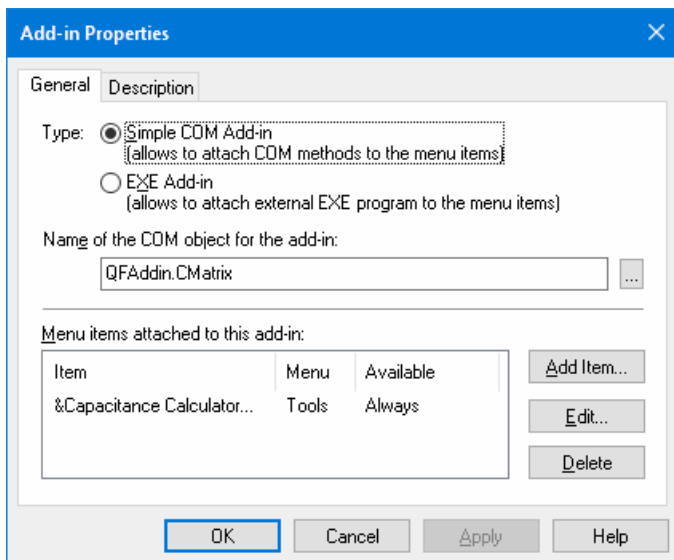 Add-in Properties
General Description
Type: Simple COM Add-in
(allows to attach COM methods to the menu items)
EXE Add-in
(allows to attach external EXE program to the menu items)
Name of the COM object for the add-in:
QFAddin.CMatrix
...
Menu items attached to this add-in:
Item Menu Available
&Capacitance Calculator... Tools Always
Add Item...
Edit...
Delete
OK Cancel Apply Help